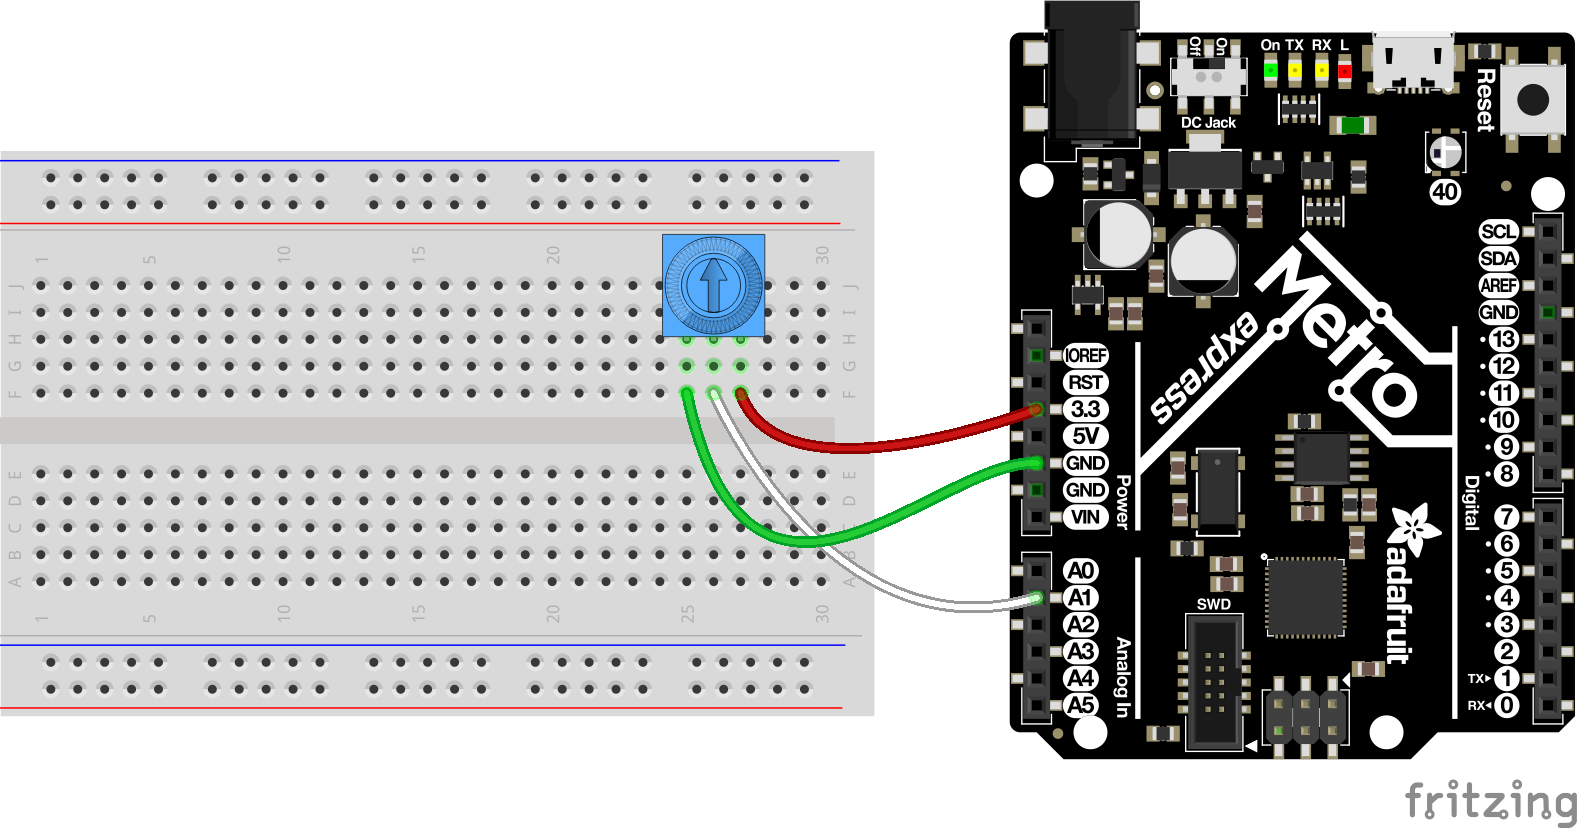 1 5 10 15 20 30
J J
I I
H H
G G
F F
E E
D D
C
B B
A A
1 5 10 15 20 25 30
Off On
On TX RX L
DC Jack
Reset
40
Metro
express
IOREF
RST
3.3
5V
GND
GND
VIN
Power
A0
A1
A2
A3
A4
A5
Analog In
SWD
adafruit
SCL
SDA
AREF
GND
13
12
11
10
9
8
Digital
7
6
5
4
3
2
TX 1
RX 0
fritzing